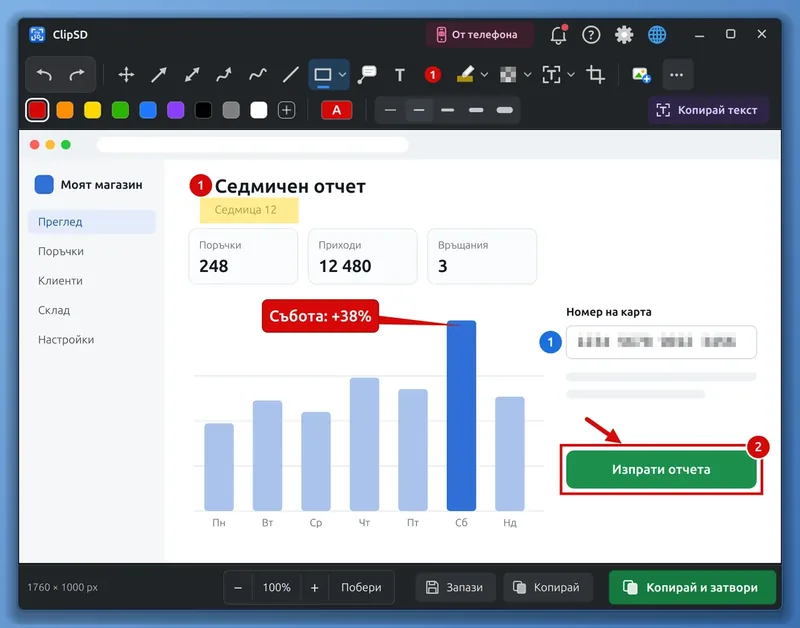 ClipSD
От телефона
T
1
A
Копирай текст
Моят магазин
Преглед
Поръчки
Клиенти
Склад
Настройки
1 Седмичен отчет
Седмица 12
Поръчки
248
Приходи
12 480
Връщания
3
Събота: +38%
Пн
Вт
Ср
Чт
Пт
Сб
Нд
Номер на карта
1
2
Изпрати отчета
1760 × 1000 px
− 100% +
Побери
Запази
Копирай
Копирай и затвори